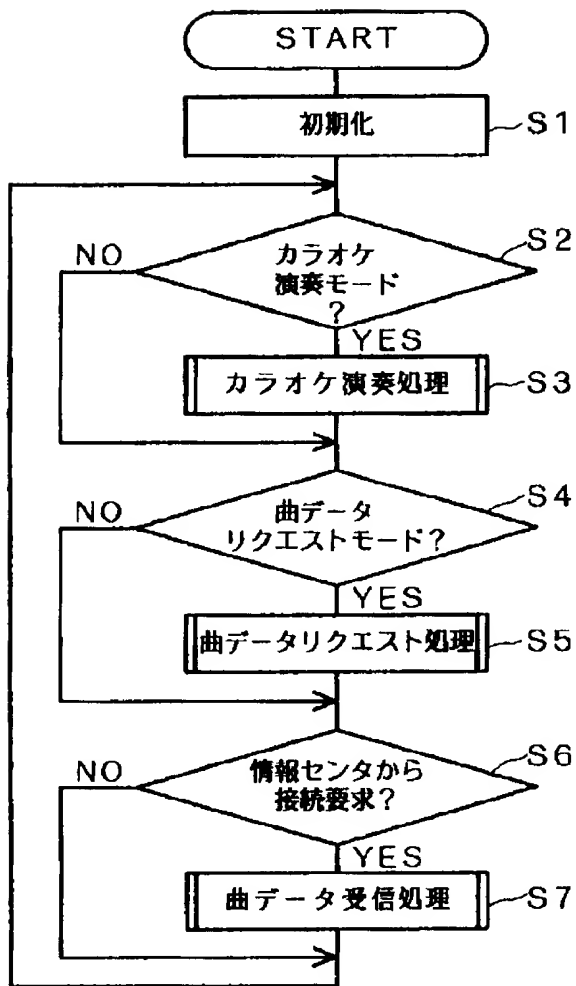 START
初期化
S1
NO
カラオケ
演奏モード
?
S2
YES
カラオケ演奏処理
S3
NO
曲データ
リクエストモード?
S4
YES
曲データリクエスト処理
S5
NO
情報センタから
接続要求?
S6
YES
曲データ受信処理
S7